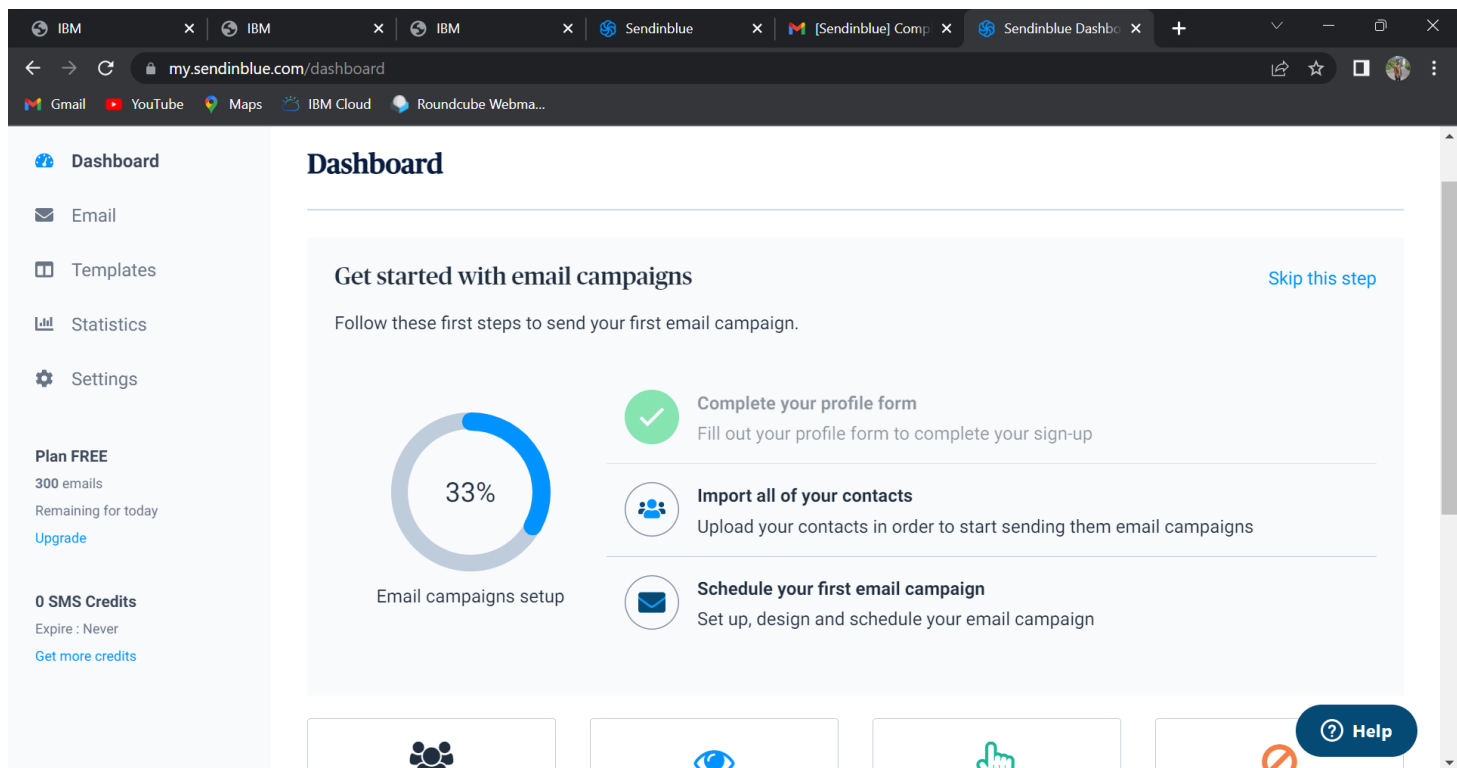 IBM
IBM
IBM
Sendinblue
[Sendinblue] Comp
Sendinblue Dashbo
my.sendinblue.com/dashboard
Gmail
YouTube
Maps
IBM Cloud
Roundcube Webma...
Dashboard
Email
Templates
Statistics
Settings
Plan FREE
300 emails
Remaining for today
Upgrade
0 SMS Credits
Expire : Never
Get more credits
Dashboard
Get started with email campaigns
Skip this step
Follow these first steps to send your first email campaign.
33%
Email campaigns setup
Complete your profile form
Fill out your profile form to complete your sign-up
Import all of your contacts
Upload your contacts in order to start sending them email campaigns
Schedule your first email campaign
Set up, design and schedule your email campaign
? Help